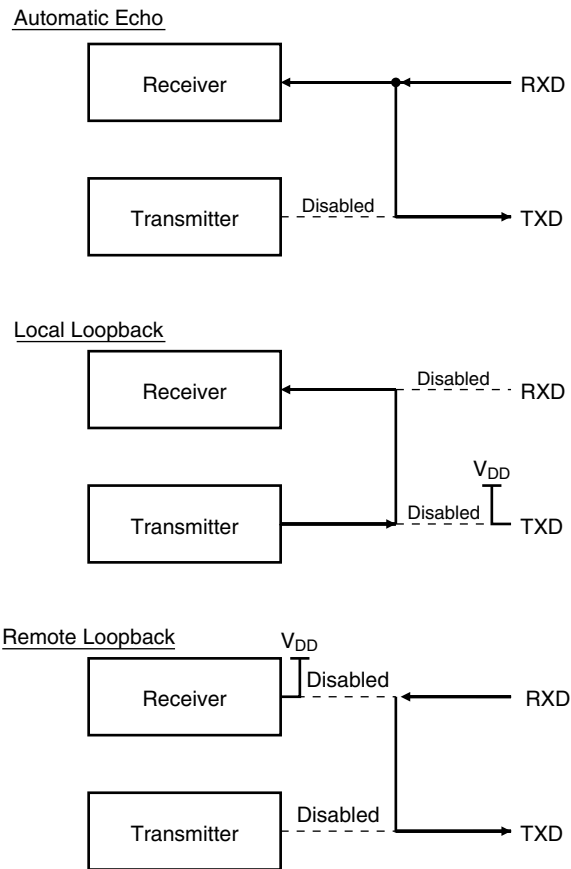 Automatic Echo
Receiver
RXD
Transmitter
Disabled
TXD
Local Loopback
Receiver
Disabled
RXD
VDD
Transmitter
Disabled
TXD
Remote Loopback
VDD
Receiver
Disabled
RXD
Transmitter
Disabled
TXD